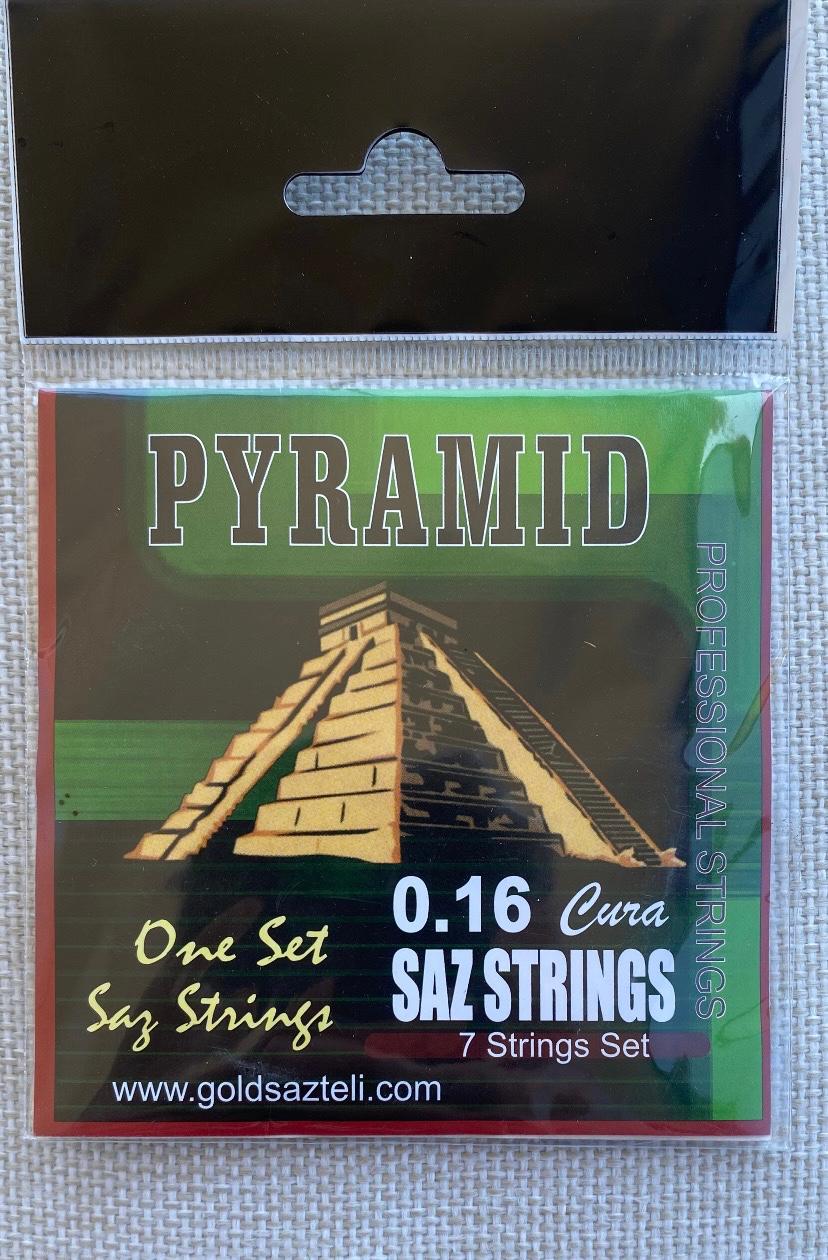 PYRAMID
PROFESSIONAL STRINGS
0.16 Cura
SAZ STRINGS
7 Strings Set
One Set
Saz Strings
www.goldsazteli.com